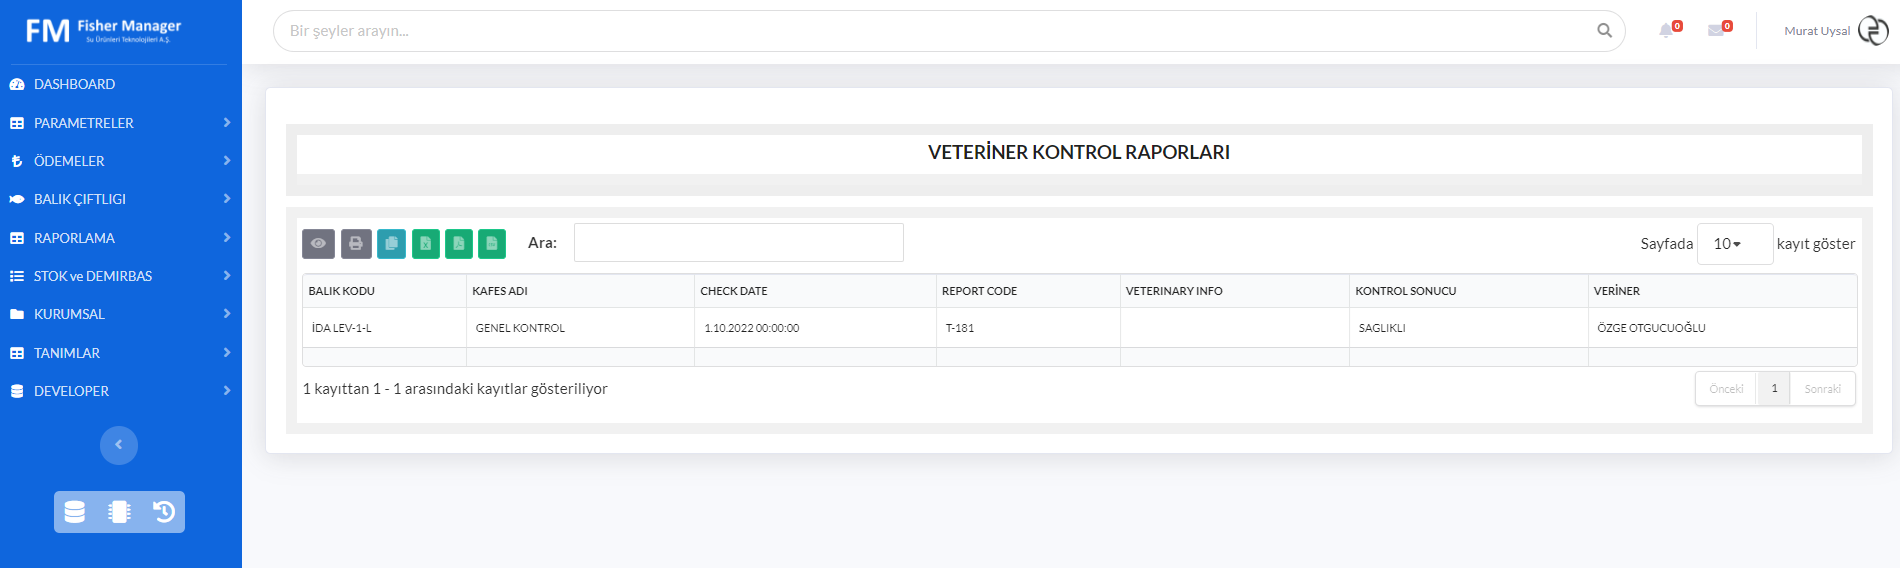 FM Fisher Manager
Su Ürünleri Teknolojileri A.Ş.
DASHBOARD
PARAMETRELER
ÖDEMELER
BALIK ÇIFTLIGI
RAPORLAMA
STOK ve DEMIRBAS
KURUMSAL
TANIMLAR
DEVELOPER
Bir şeyler arayın...
0
0
Murat Uysal
VETERİNER KONTROL RAPORLARI
Ara:
Sayfada 10 kayıt göster
BALIK KODU KAFES ADI CHECK DATE REPORT CODE VETERINARY INFO KONTROL SONUCU VERİNER
İDA LEV-1-L GENEL KONTROL 1.10.2022 00:00:00 T-181 SAGLIKLI ÖZGE OTGUCUOĞLU
1 kayıttan 1 - 1 arasındaki kayıtlar gösteriliyor
Önceki 1 Sonraki